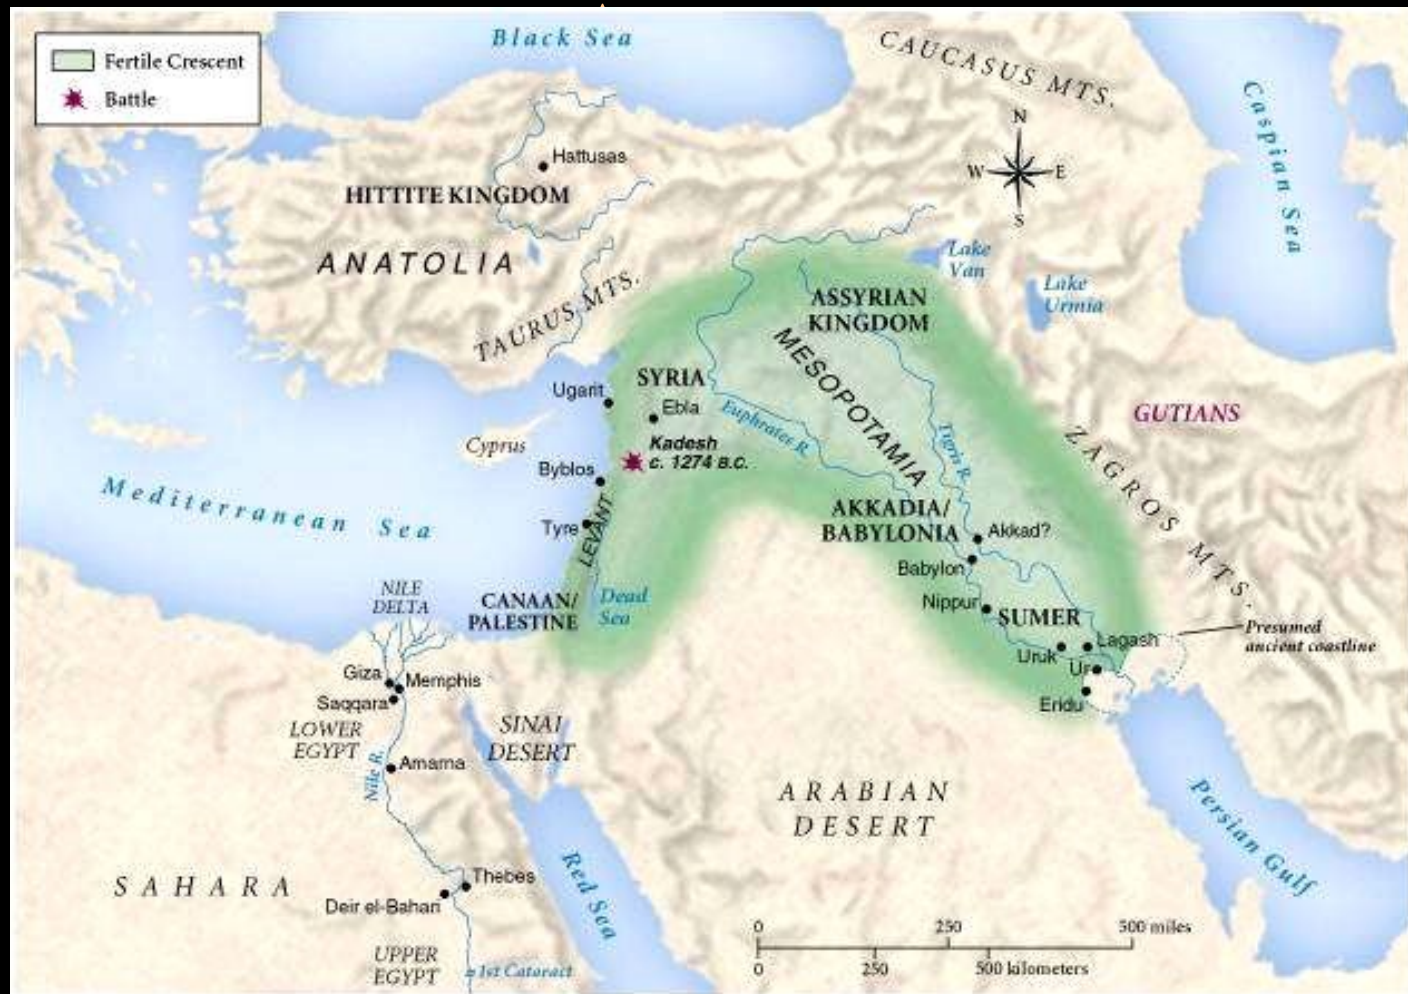 Fertile Crescent
Battle
Black Sea
CAUCASUS MTS.
Caspian Sea
N
W
E
S
Hattusas
HITTITE KINGDOM
ANATOLIA
TAURUS MTS.
Lake
Van
Lake
Urmia
ASSYRIAN
KINGDOM
MESOPOTAMIA
SYRIA
Ugarit
Ebla
Euphrates R.
Tigris R.
GUTIANS
ZAGROS MTS.
Cyprus
Kadesh
c. 1274 B.C.
Byblos
Mediterranean Sea
Tyre
LEVANT
AKKADIA/
BABYLONIA
Akkad?
Babylon
Nippur
NILE
DELTA
CANAAN/
PALESTINE
Dead
Sea
SUMER
Lagash
Presumed
ancient coastline
Uruk
Ur
Eridu
Giza
Memphis
Saqqara
LOWER
EGYPT
SINAI
DESERT
Nile R.
Amarna
ARABIAN
DESERT
Persian Gulf
SAHARA
Thebes
Deir el-Bahari
Red Sea
UPPER
EGYPT
1st Cataract
0 250 500 miles
0 250 500 kilometers